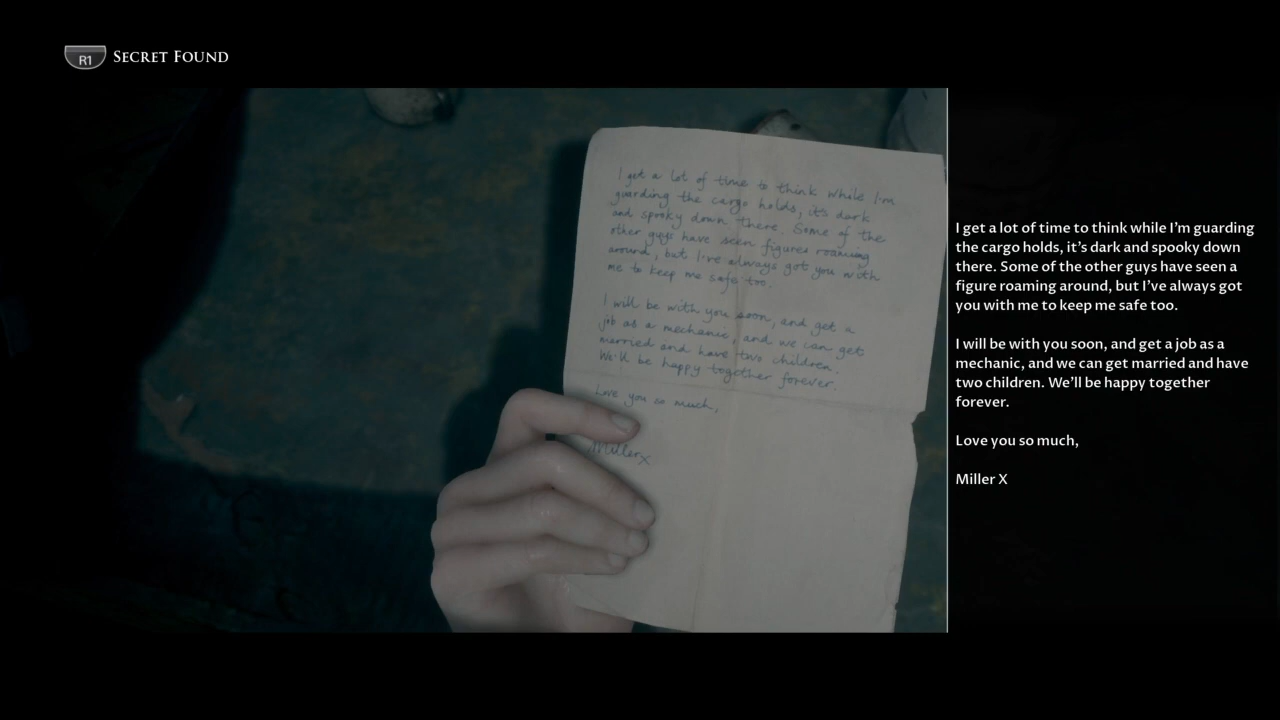 R1 SECRET FOUND
I get a lot of time to think while I'm
guarding the cargo holds, it's dark
and spooky down there. Some of the
other guys have seen figures roaming
around, but I've always got you with
me to keep me safe too.
I will be with you soon, and get a
job as a mechanic, and we can get
married and have two children.
We'll be happy together forever.
Love you so much,
Miller x
I get a lot of time to think while I'm guarding
the cargo holds, it's dark and spooky down
there. Some of the other guys have seen a
figure roaming around, but I've always got
you with me to keep me safe too.
I will be with you soon, and get a job as a
mechanic, and we can get married and have
two children. We'll be happy together
forever.
Love you so much,
Miller X